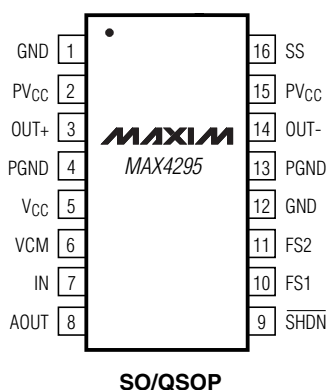 GND 1 16 SS
PVCC 2 15 PVCC
OUT+ 3 14 OUT-
MAXIM
PGND 4 13 PGND
MAX4295
VCC 5 12 GND
VCM 6 11 FS2
IN 7 10 FS1
AOUT 8 9 SHDN
SO/QSOP